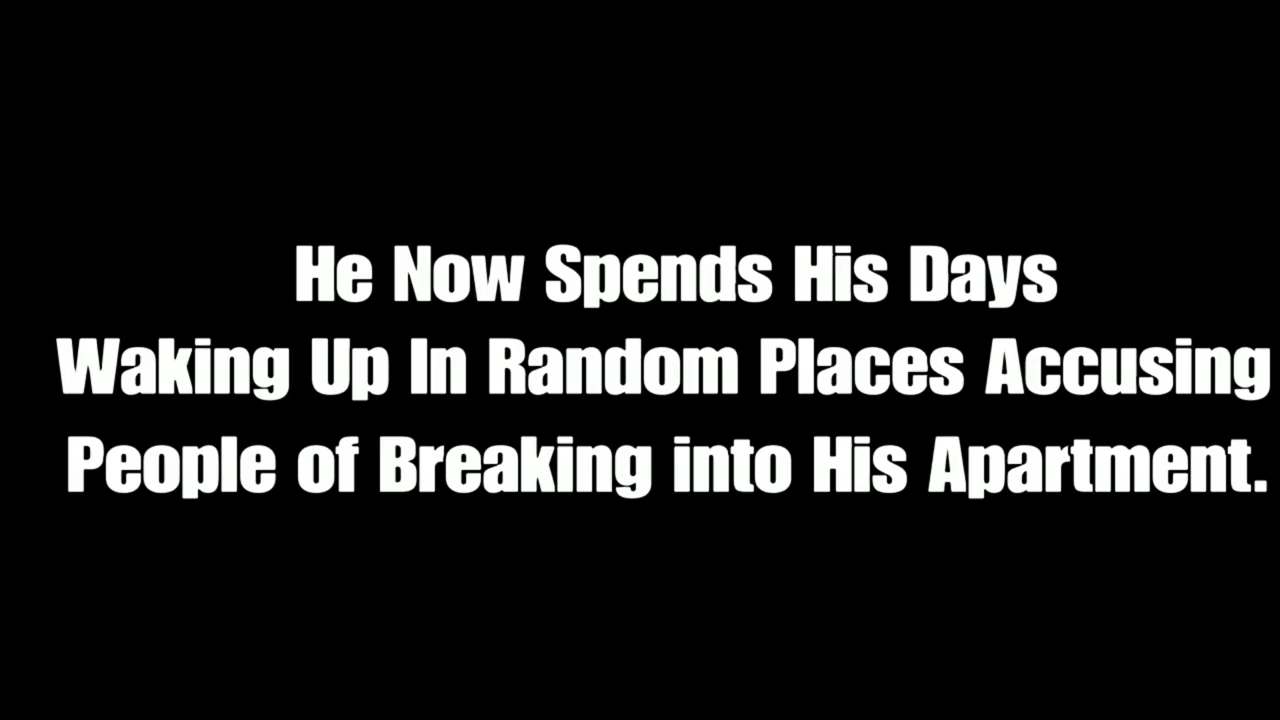 He Now Spends His Days
Waking Up In Random Places Accusing
People of Breaking into His Apartment.